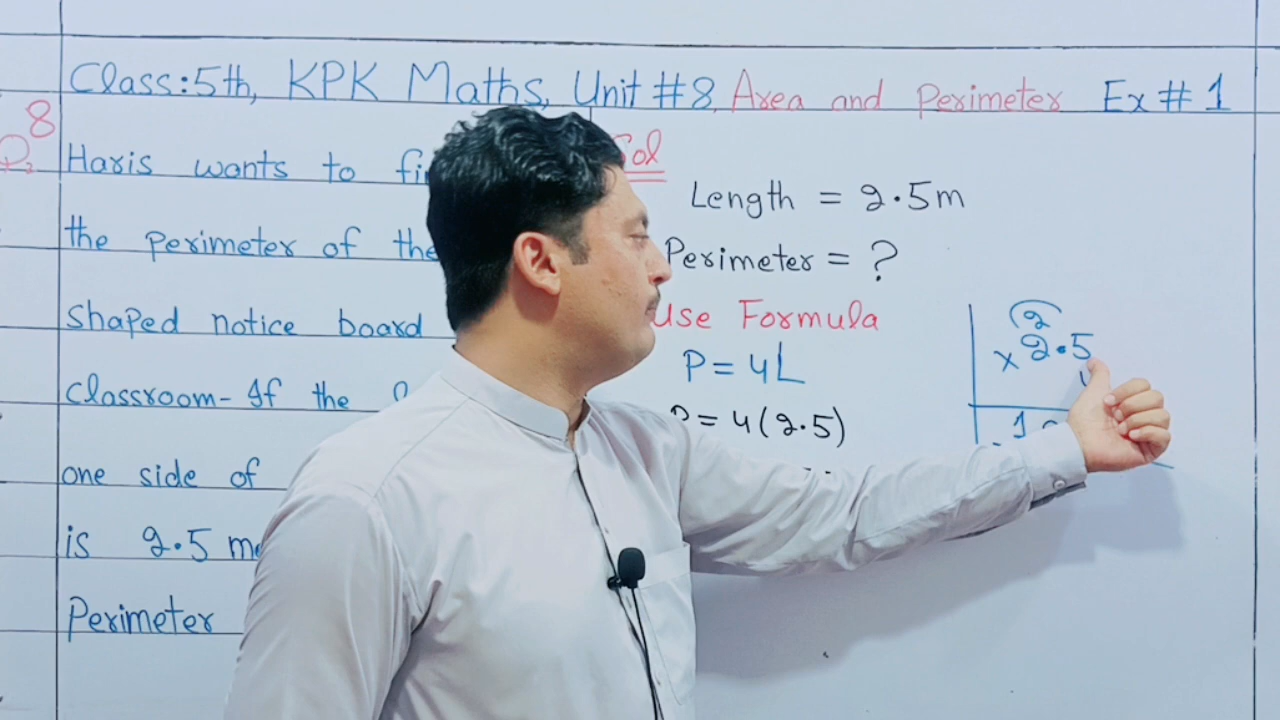 Class:5th, KPK Maths, Unit #8, Area and Perimeter Ex # 1
Q 8
Haris wants to
the perimeter of the
shaped notice board
classroom- If the
one side of
is 2.5
Perimeter
Sol
Length = 2.5m
Perimeter = ?
Use Formula
P = 4L
P = 4(2.5)
2
x 2.5
4